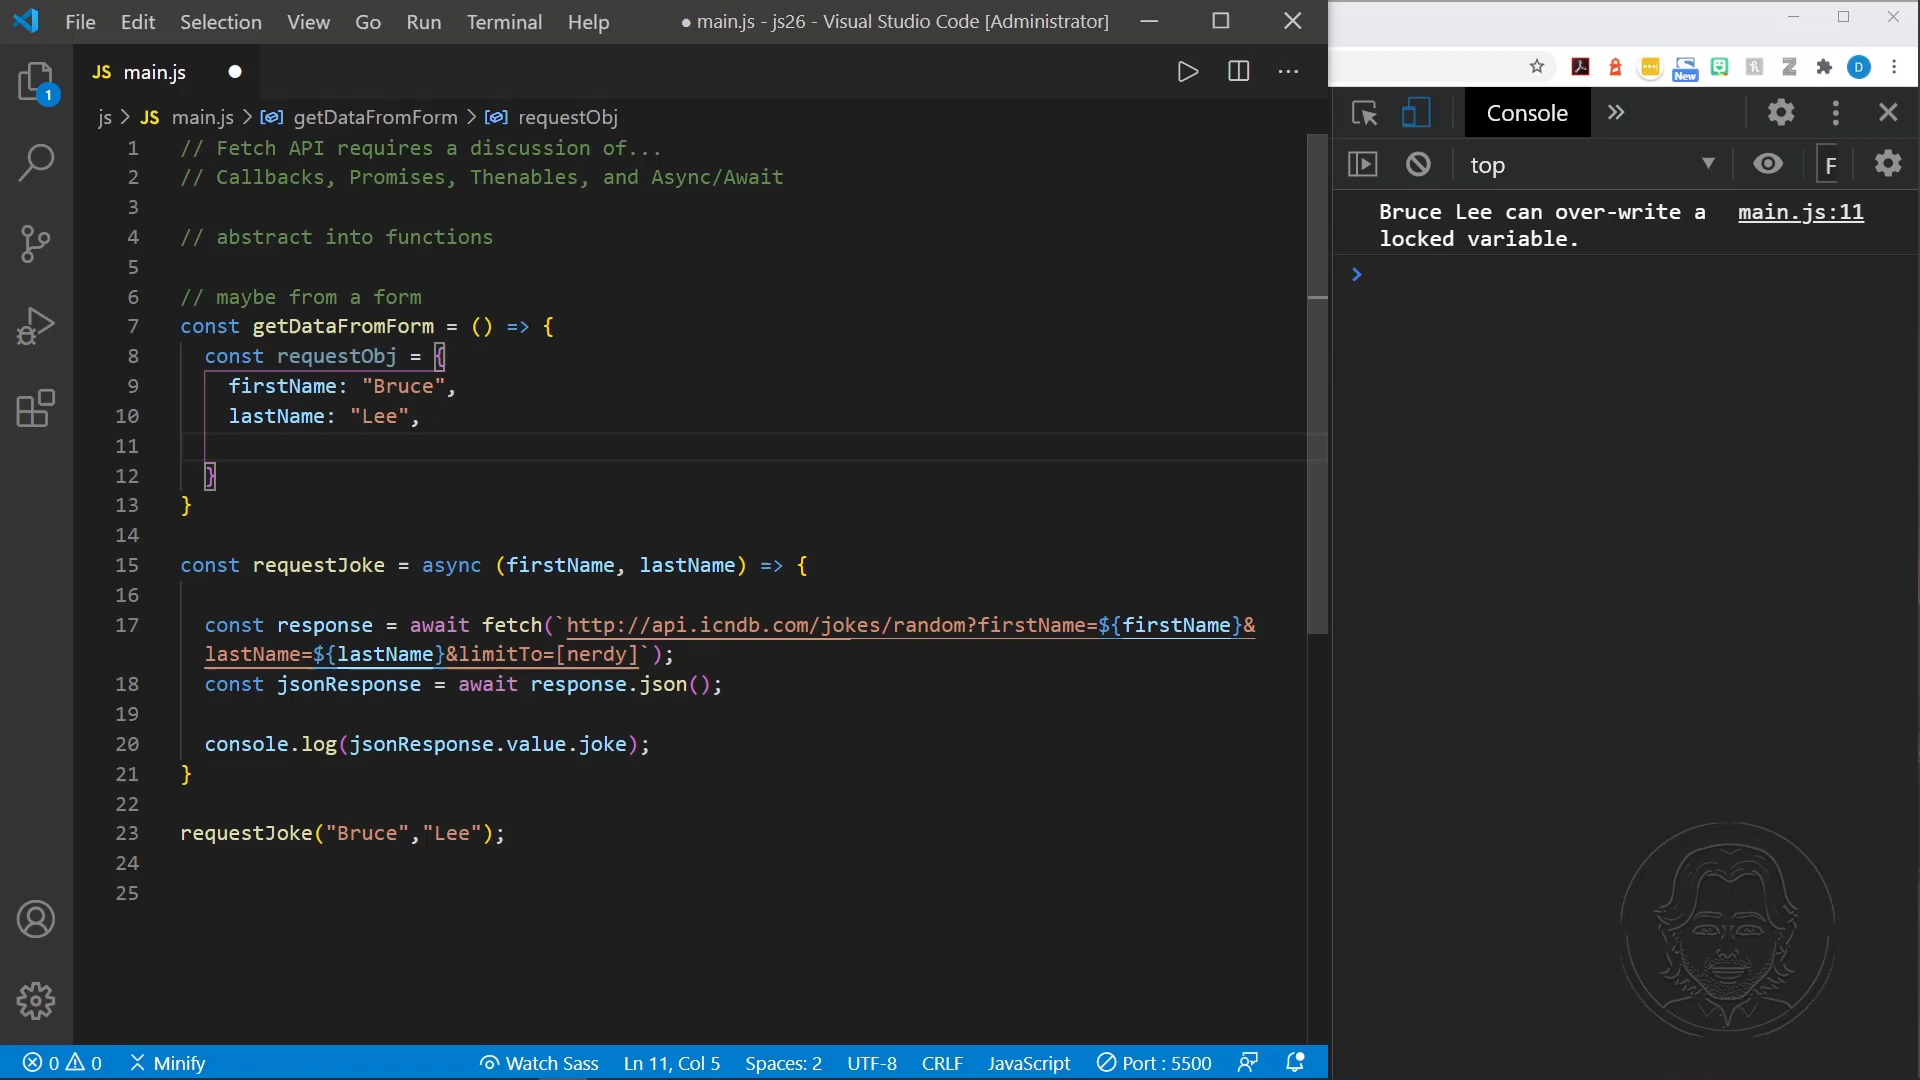 File Edit Selection View Go Run Terminal Help ● main.js - js26 - Visual Studio Code [Administrator]
JS main.js ●
js > JS main.js > getDataFromForm > requestObj
1 // Fetch API requires a discussion of...
2 // Callbacks, Promises, Thenables, and Async/Await
3
4 // abstract into functions
5
6 // maybe from a form
7 const getDataFromForm = () => {
8 const requestObj = {
9 firstName: "Bruce",
10 lastName: "Lee",
11
12 }
13 }
14
15 const requestJoke = async (firstName, lastName) => {
16
17 const response = await fetch(`http://api.icndb.com/jokes/random?firstName=${firstName}&
lastName=${lastName}&limitTo=[nerdy]`);
18 const jsonResponse = await response.json();
19
20 console.log(jsonResponse.value.joke);
21 }
22
23 requestJoke("Bruce","Lee");
24
25
1
0 0 Minify Watch Sass Ln 11, Col 5 Spaces: 2 UTF-8 CRLF JavaScript Port : 5500
New D
Console
top F
Bruce Lee can over-write a main.js:11
locked variable.